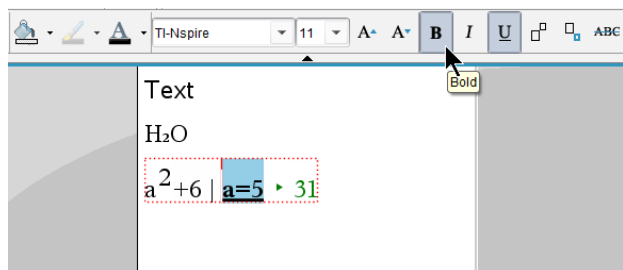 A TI-Nspire 11 A A B I U ABC
Bold
Text
H₂O
a²+6 | a=5 ▸ 31